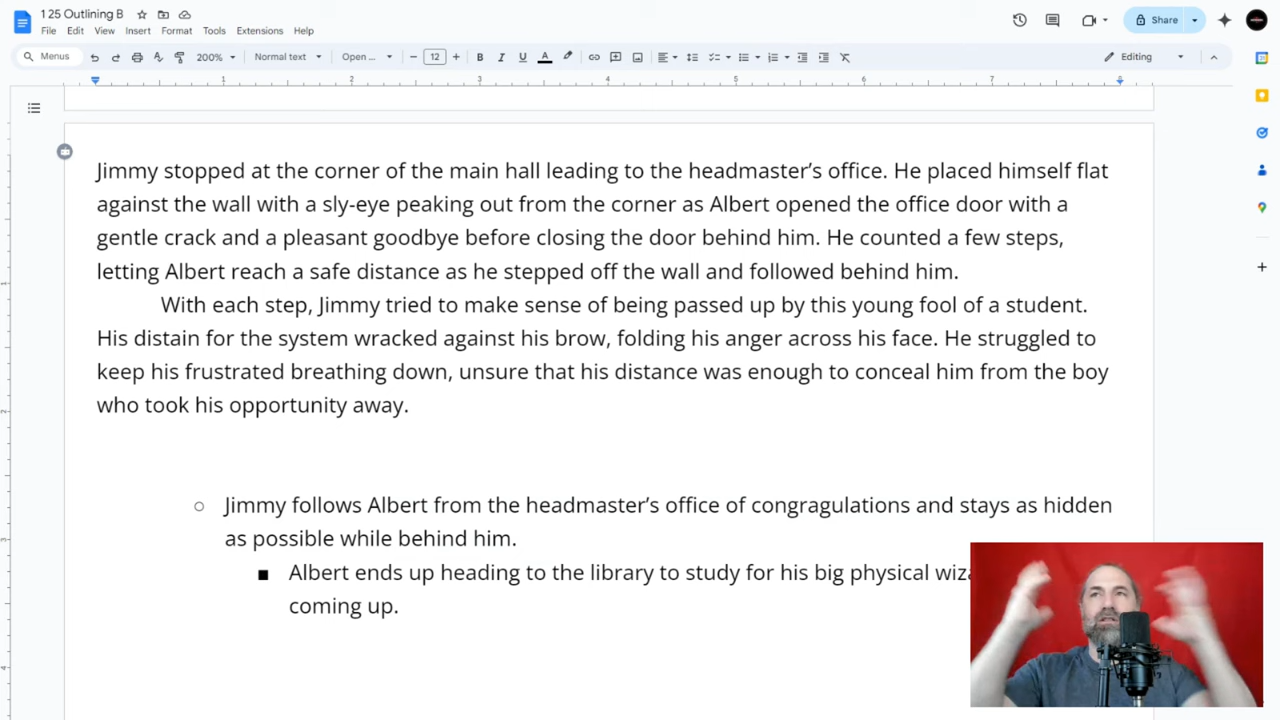 1 25 Outlining B
File Edit View Insert Format Tools Extensions Help
Share
Menus 200% Normal text Open ... 12 Editing
1 2 3 4 5 6 7 8
Jimmy stopped at the corner of the main hall leading to the headmaster’s office. He placed himself flat
against the wall with a sly-eye peaking out from the corner as Albert opened the office door with a
gentle crack and a pleasant goodbye before closing the door behind him. He counted a few steps,
letting Albert reach a safe distance as he stepped off the wall and followed behind him.
With each step, Jimmy tried to make sense of being passed up by this young fool of a student.
His distain for the system wracked against his brow, folding his anger across his face. He struggled to
keep his frustrated breathing down, unsure that his distance was enough to conceal him from the boy
who took his opportunity away.
Jimmy follows Albert from the headmaster’s office of congragulations and stays as hidden
as possible while behind him.
Albert ends up heading to the library to study for his big physical
coming up.